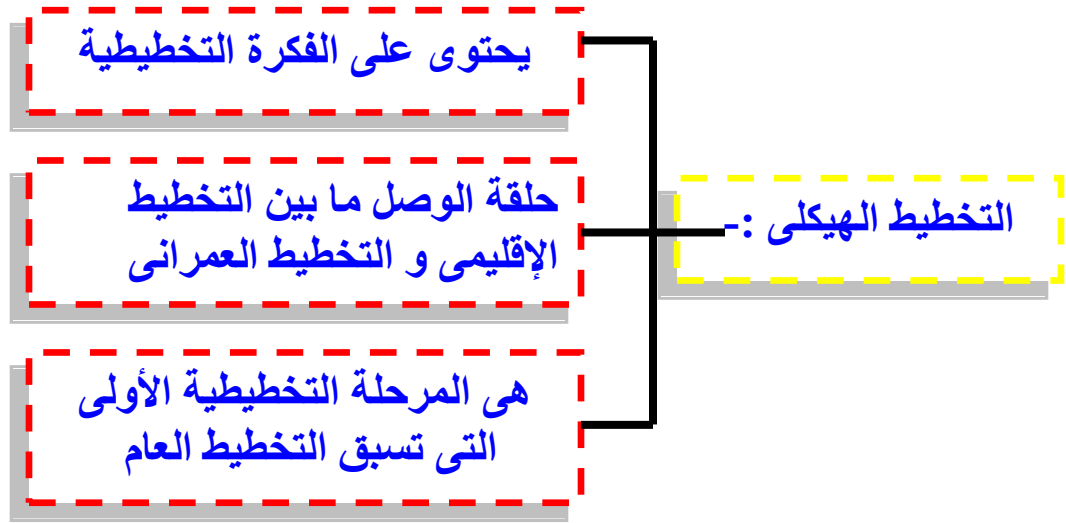 التخطيط الهيكلى :-
يحتوى على الفكرة التخطيطية
حلقة الوصل ما بين التخطيط
الإقليمى و التخطيط العمرانى
هى المرحلة التخطيطية الأولى
التى تسبق التخطيط العام